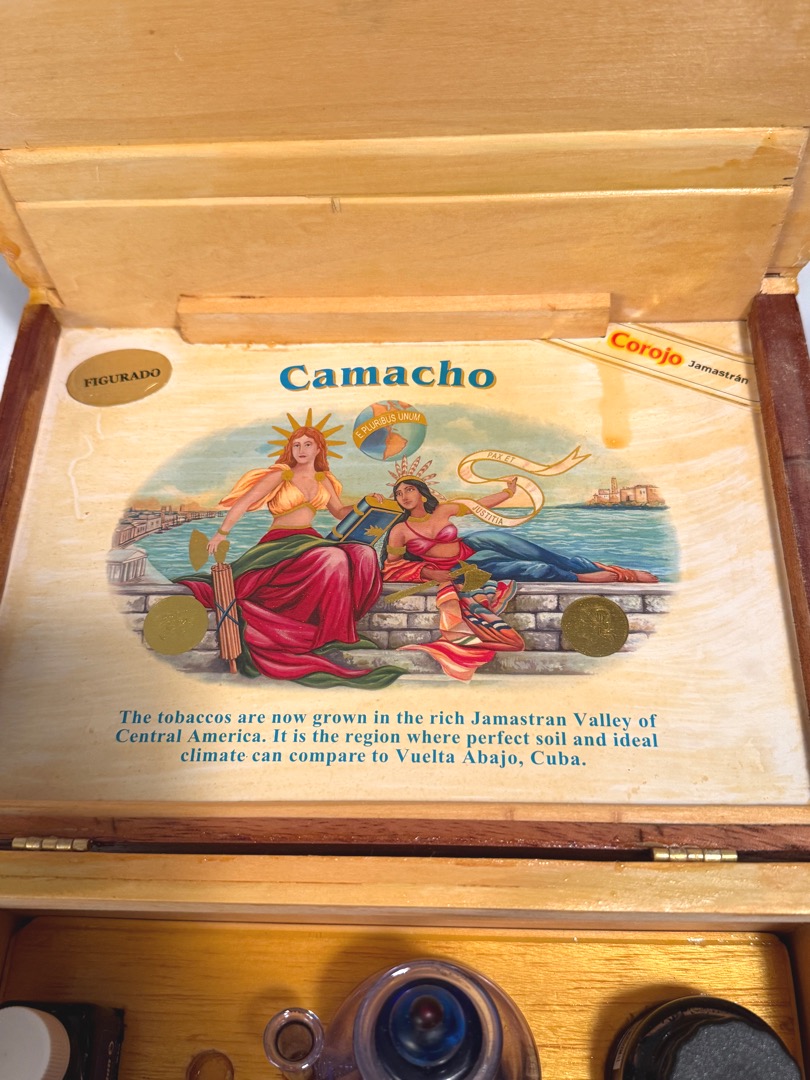 FIGURADO
Camacho
Corojo
Jamastrán
E PLURIBUS UNUM
PAX ET
JUSTITIA
The tobaccos are now grown in the rich Jamastran Valley of
Central America. It is the region where perfect soil and ideal
climate can compare to Vuelta Abajo, Cuba.